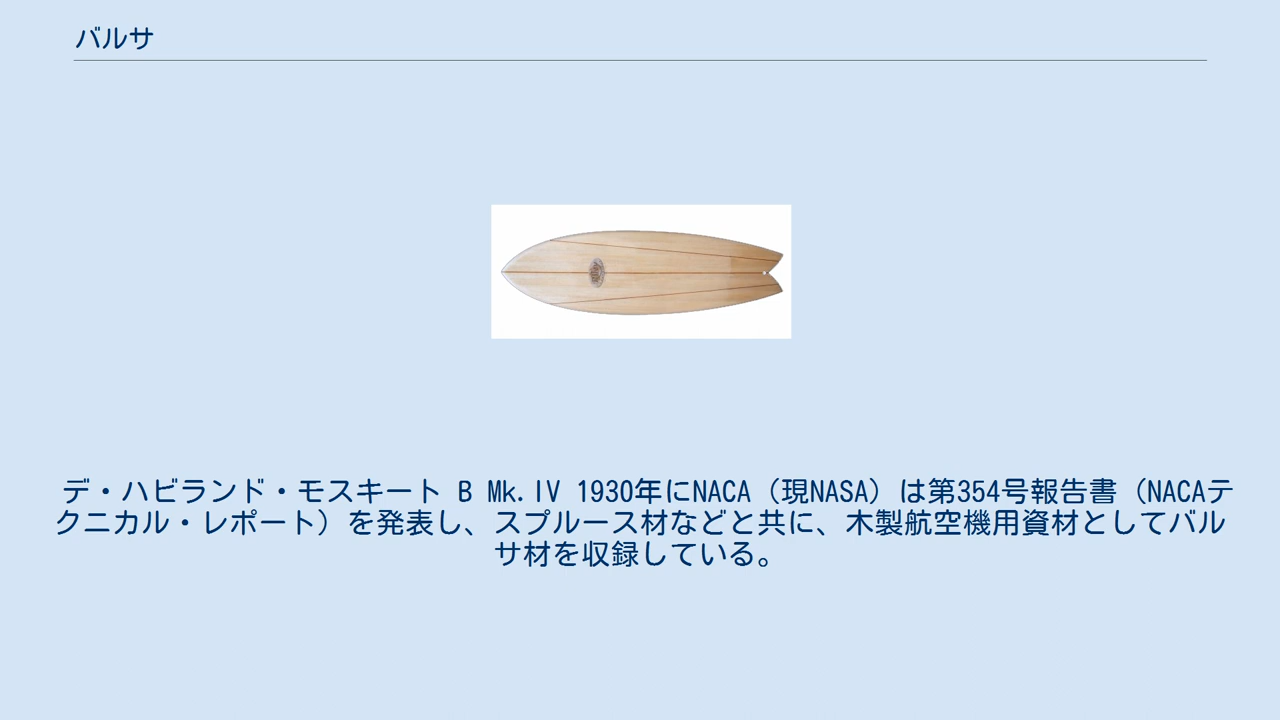 バルサ
デ・ハビランド・モスキート B Mk.IV 1930年にNACA（現NASA）は第354号報告書（NACAテ
クニカル・レポート）を発表し、スプルース材などと共に、木製航空機用資材としてバル
サ材を収録している。